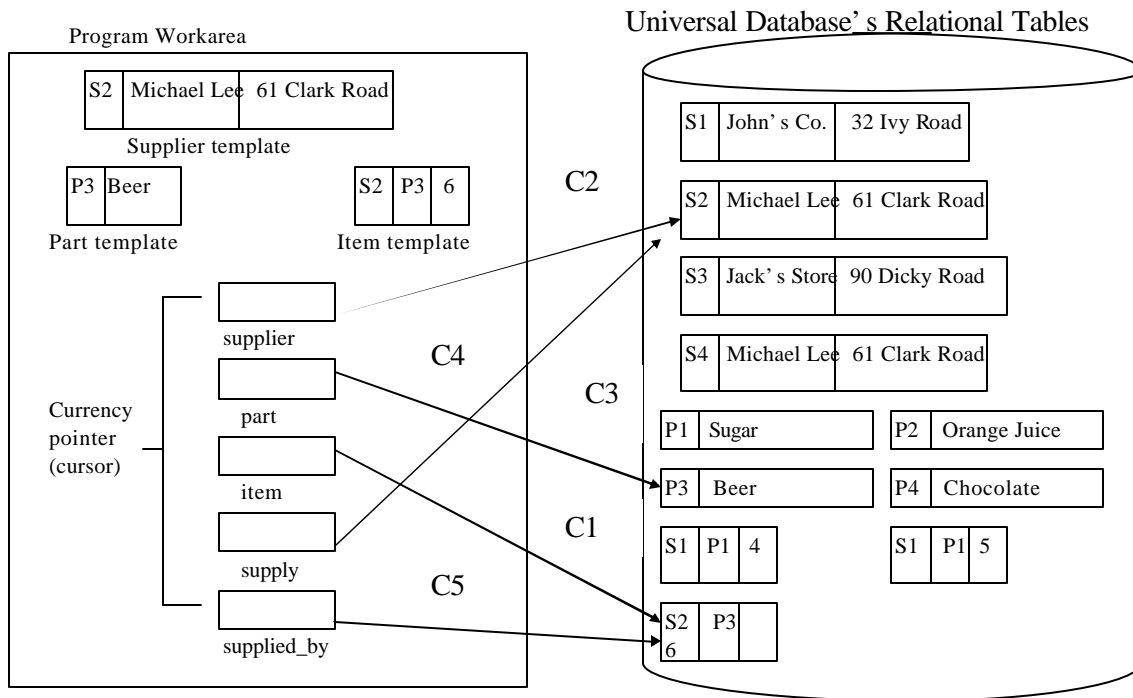 Universal Database's Relational Tables
Program Workarea
S2 Michael Lee 61 Clark Road
Supplier template
P3 Beer
Part template
S2 P3 6
Item template
Currency
pointer
(cursor)
supplier
part
item
supply
supplied_by
C2
C4
C3
C1
C5
S1 John's Co. 32 Ivy Road
S2 Michael Lee 61 Clark Road
S3 Jack's Store 90 Dicky Road
S4 Michael Lee 61 Clark Road
P1 Sugar
P2 Orange Juice
P3 Beer
P4 Chocolate
S1 P1 4
S1 P1 5
S2 P3
6